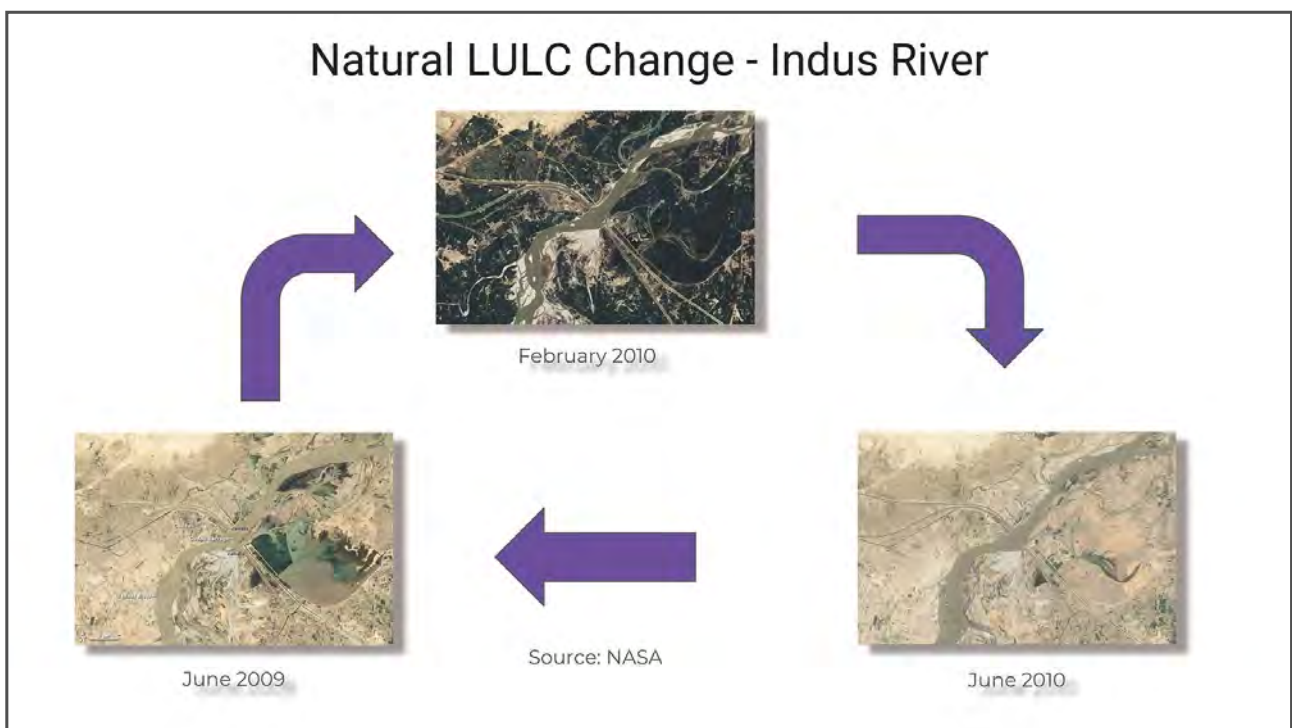 Natural LULC Change - Indus River
February 2010
June 2009
Source: NASA
June 2010